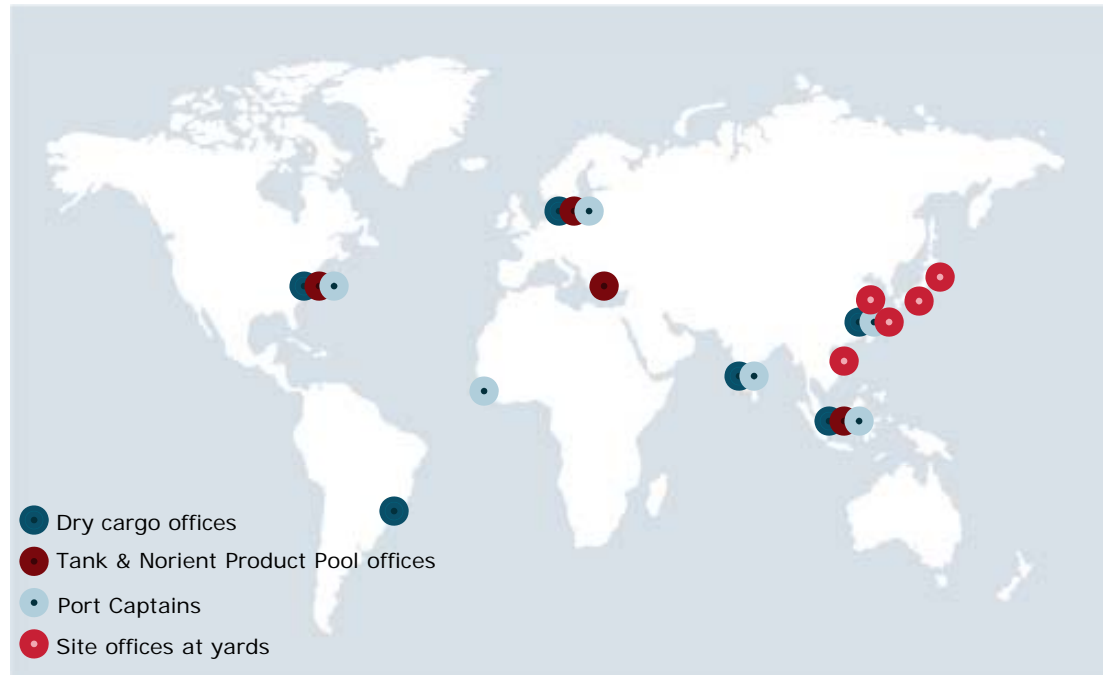 Dry cargo offices
Tank & Norient Product Pool offices
Port Captains
Site offices at yards